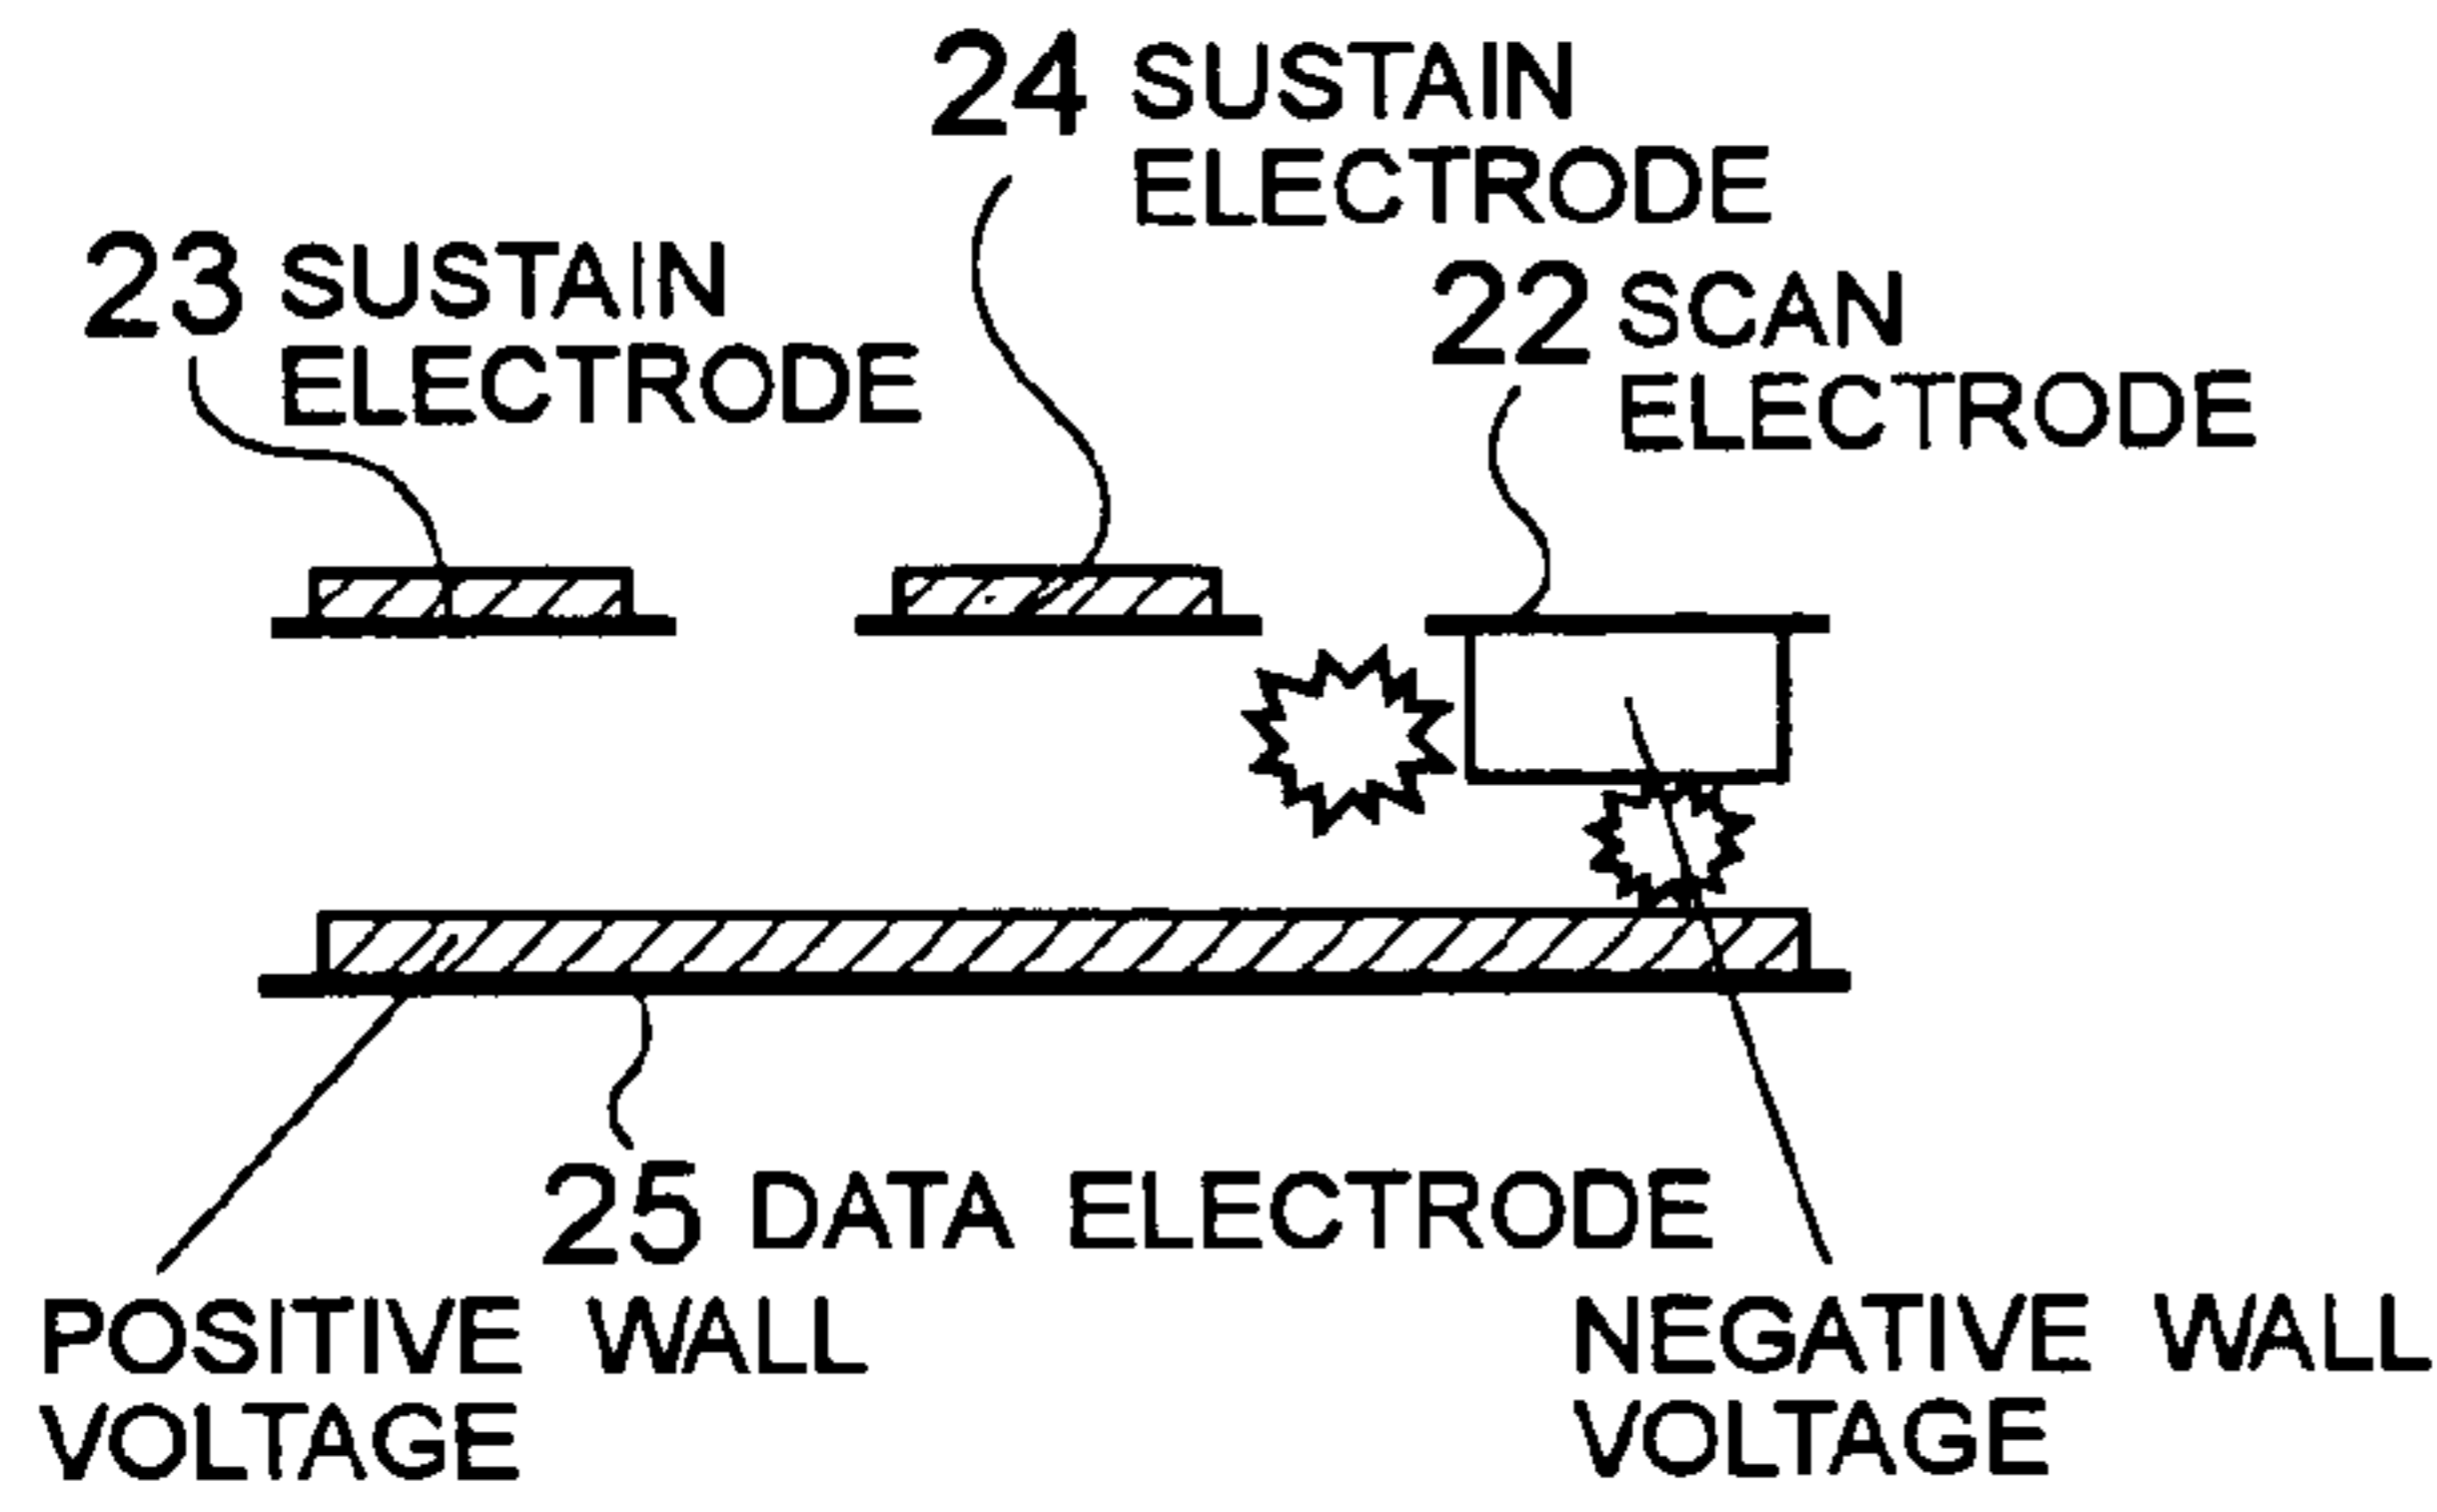 24 SUSTAIN
ELECTRODE
23 SUSTAIN
ELECTRODE
22 SCAN
ELECTRODE
25 DATA ELECTRODE
POSITIVE WALL
VOLTAGE
NEGATIVE WALL
VOLTAGE